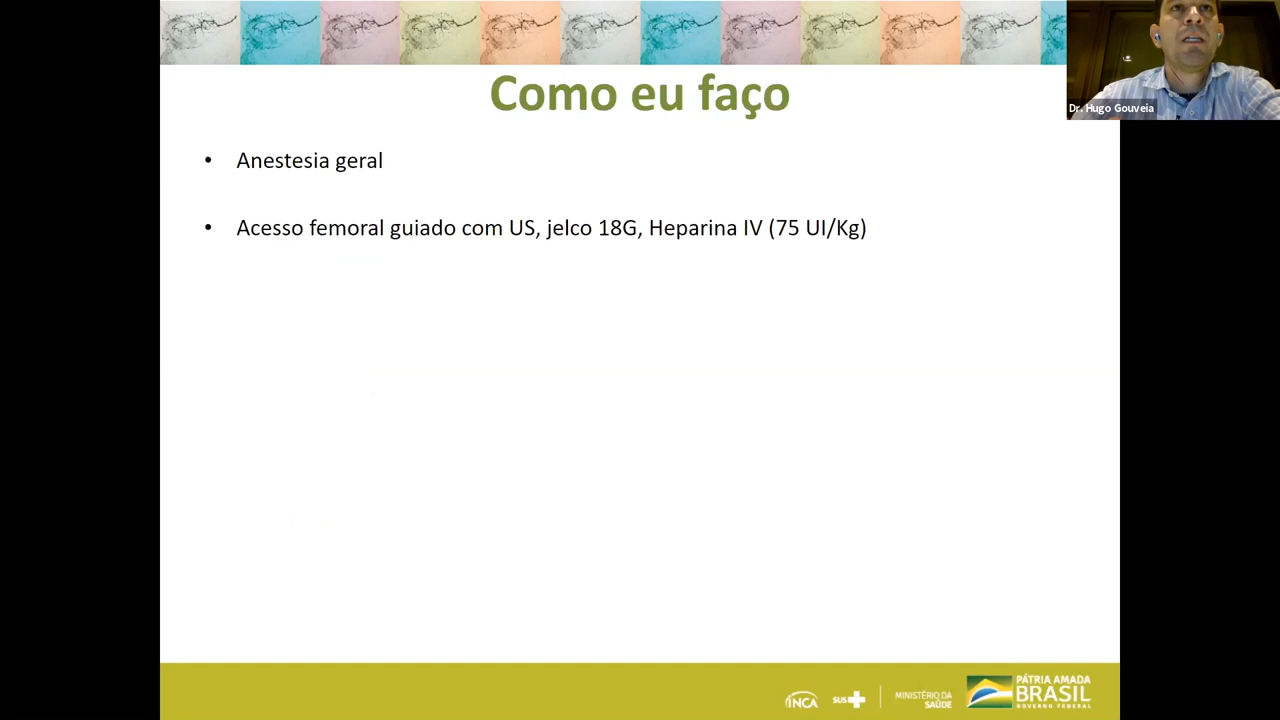 Como eu faço
Dr. Hugo Gouveia
• Anestesia geral
• Acesso femoral guiado com US, jelco 18G, Heparina IV (75 UI/Kg)
INCA
SUS
MINISTÉRIO DA
SAÚDE
PÁTRIA AMADA
BRASIL
GOVERNO FEDERAL